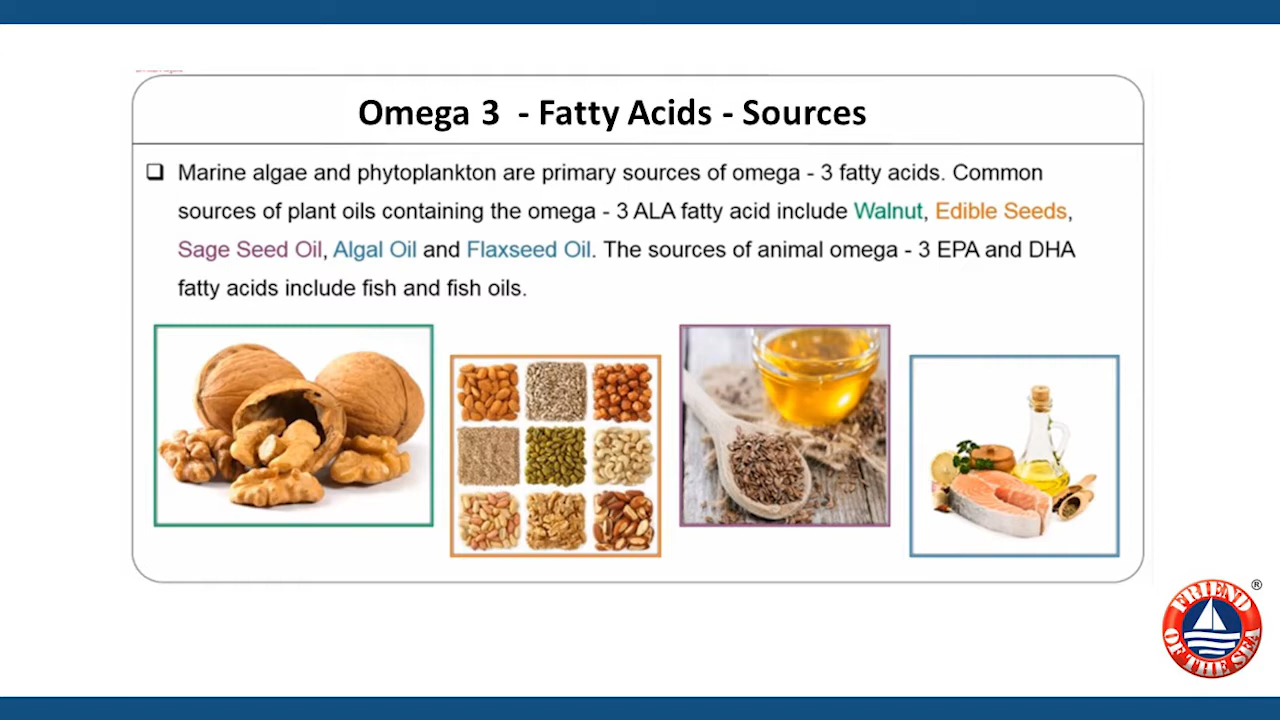 Omega 3 - Fatty Acids - Sources
Marine algae and phytoplankton are primary sources of omega - 3 fatty acids. Common
sources of plant oils containing the omega - 3 ALA fatty acid include Walnut, Edible Seeds,
Sage Seed Oil, Algal Oil and Flaxseed Oil. The sources of animal omega - 3 EPA and DHA
fatty acids include fish and fish oils.
FRIEND
OF THE SEA
®